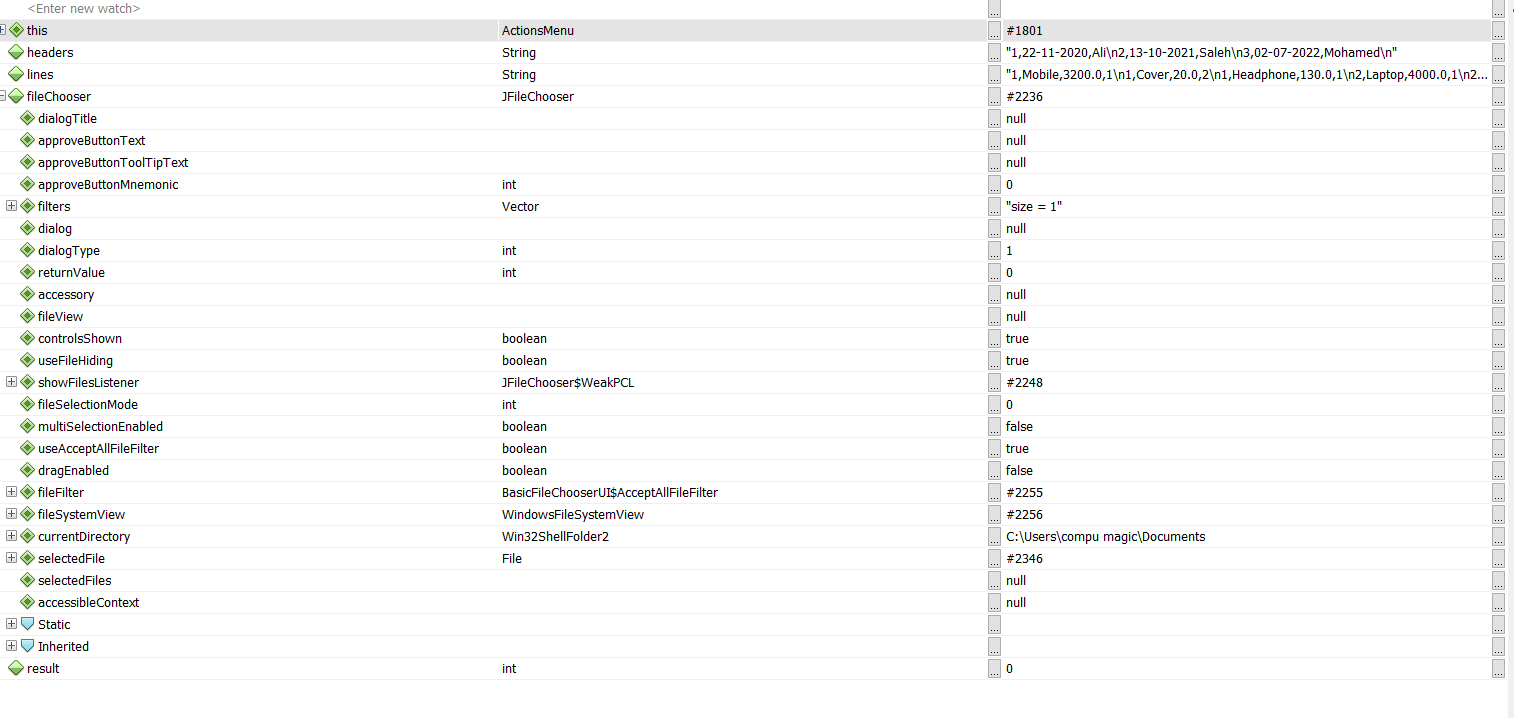 <Enter new watch>
this ActionsMenu ... #1801 ...
headers String ... "1,22-11-2020,Ali\n2,13-10-2021,Saleh\n3,02-07-2022,Mohamed\n" ...
lines String ... "1,Mobile,3200.0,1\n1,Cover,20.0,2\n1,Headphone,130.0,1\n2,Laptop,4000.0,1\n2... ...
fileChooser JFileChooser ... #2236 ...
dialogTitle ... null ...
approveButtonText ... null ...
approveButtonToolTipText ... null ...
approveButtonMnemonic int ... 0 ...
filters Vector ... "size = 1" ...
dialog ... null ...
dialogType int ... 1 ...
returnValue int ... 0 ...
accessory ... null ...
fileView ... null ...
controlsShown boolean ... true ...
useFileHiding boolean ... true ...
showFilesListener JFileChooser$WeakPCL ... #2248 ...
fileSelectionMode int ... 0 ...
multiSelectionEnabled boolean ... false ...
useAcceptAllFileFilter boolean ... true ...
dragEnabled boolean ... false ...
fileFilter BasicFileChooserUI$AcceptAllFileFilter ... #2255 ...
fileSystemView WindowsFileSystemView ... #2256 ...
currentDirectory Win32ShellFolder2 ... C:\Users\compu magic\Documents ...
selectedFile File ... #2346 ...
selectedFiles ... null ...
accessibleContext ... null ...
Static ... ...
Inherited ... ...
result int ... 0 ...